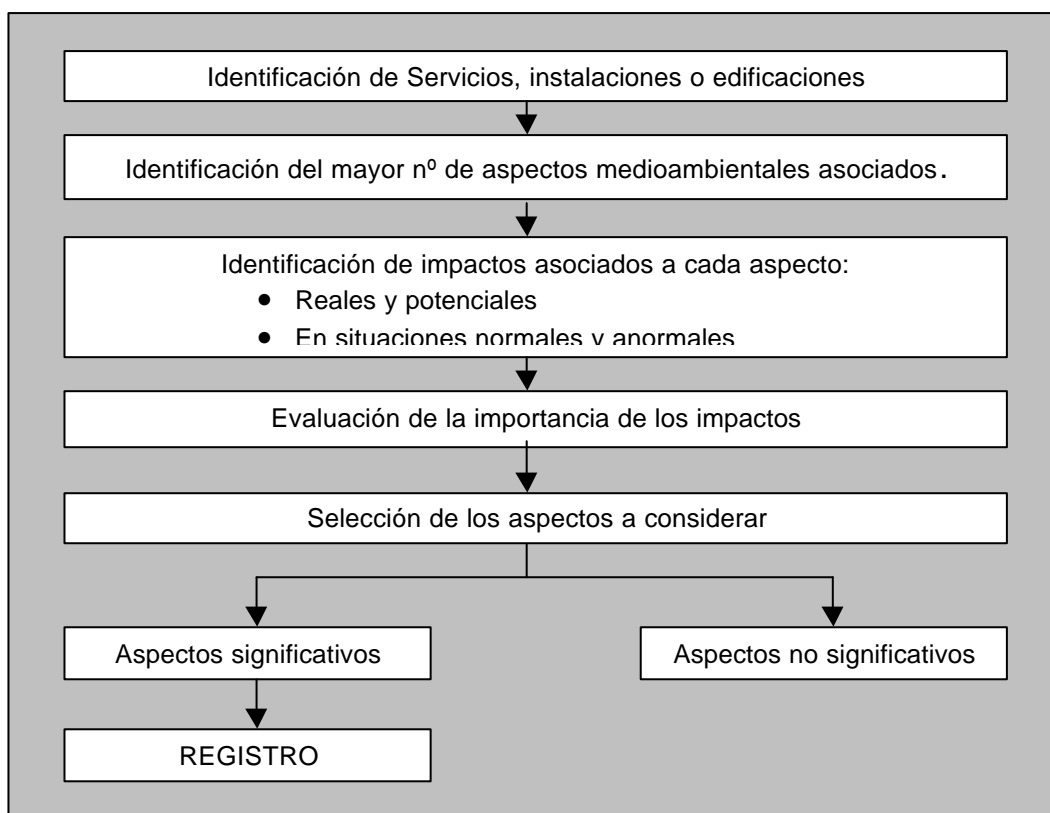 Identificación de Servicios, instalaciones o edificaciones
Identificación del mayor nº de aspectos medioambientales asociados.
Identificación de impactos asociados a cada aspecto:
● Reales y potenciales
● En situaciones normales y anormales
Evaluación de la importancia de los impactos
Selección de los aspectos a considerar
Aspectos significativos
Aspectos no significativos
REGISTRO